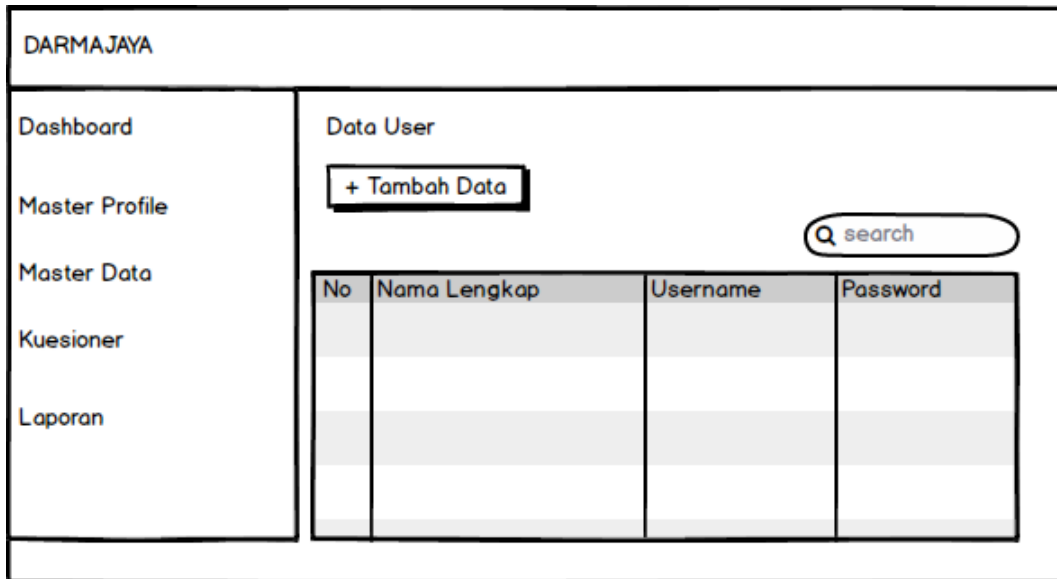 DARMAJAYA
Dashboard
Master Profile
Master Data
Kuesioner
Laporan
Data User
+ Tambah Data
search
No Nama Lengkap Username Password